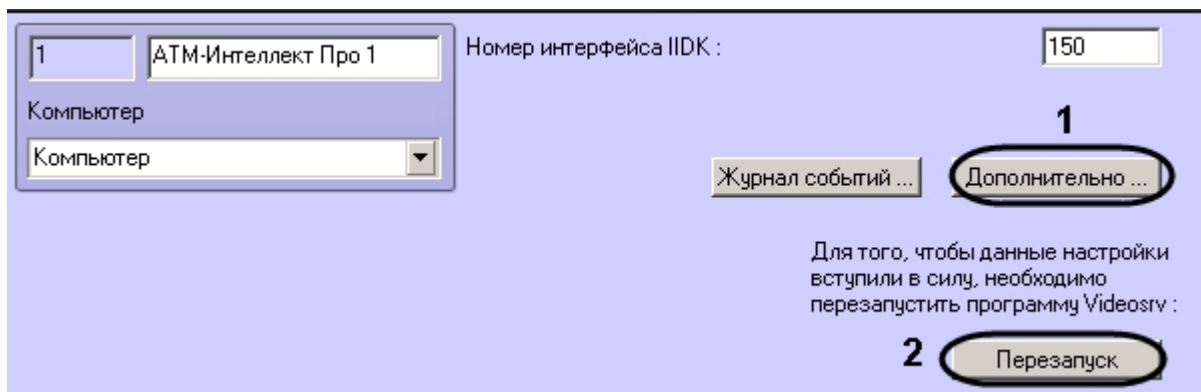 1
АТМ-Интеллект Про 1
Номер интерфейса IIDK :
150
Компьютер
Компьютер
1
Журнал событий ...
Дополнительно ...
Для того, чтобы данные настройки
вступили в силу, необходимо
перезапустить программу Videosrv :
2
Перезапуск